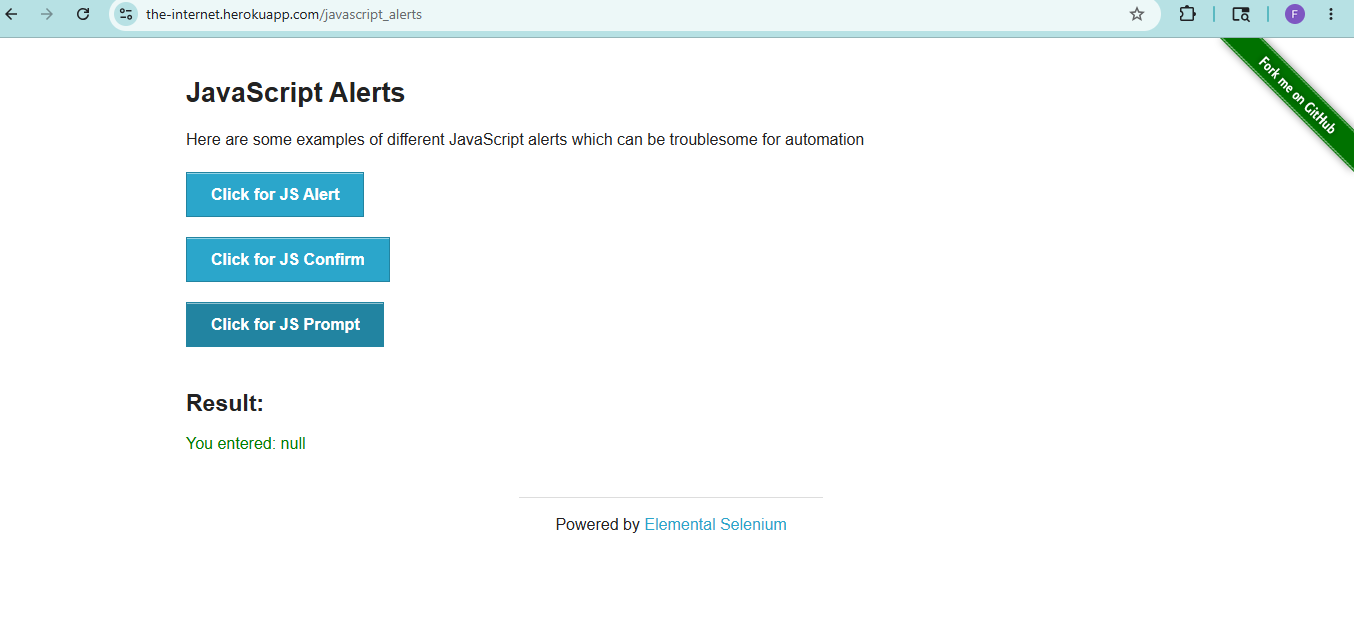 the-internet.herokuapp.com/javascript_alerts
F
Fork me on GitHub
JavaScript Alerts
Here are some examples of different JavaScript alerts which can be troublesome for automation
Click for JS Alert
Click for JS Confirm
Click for JS Prompt
Result:
You entered: null
Powered by Elemental Selenium